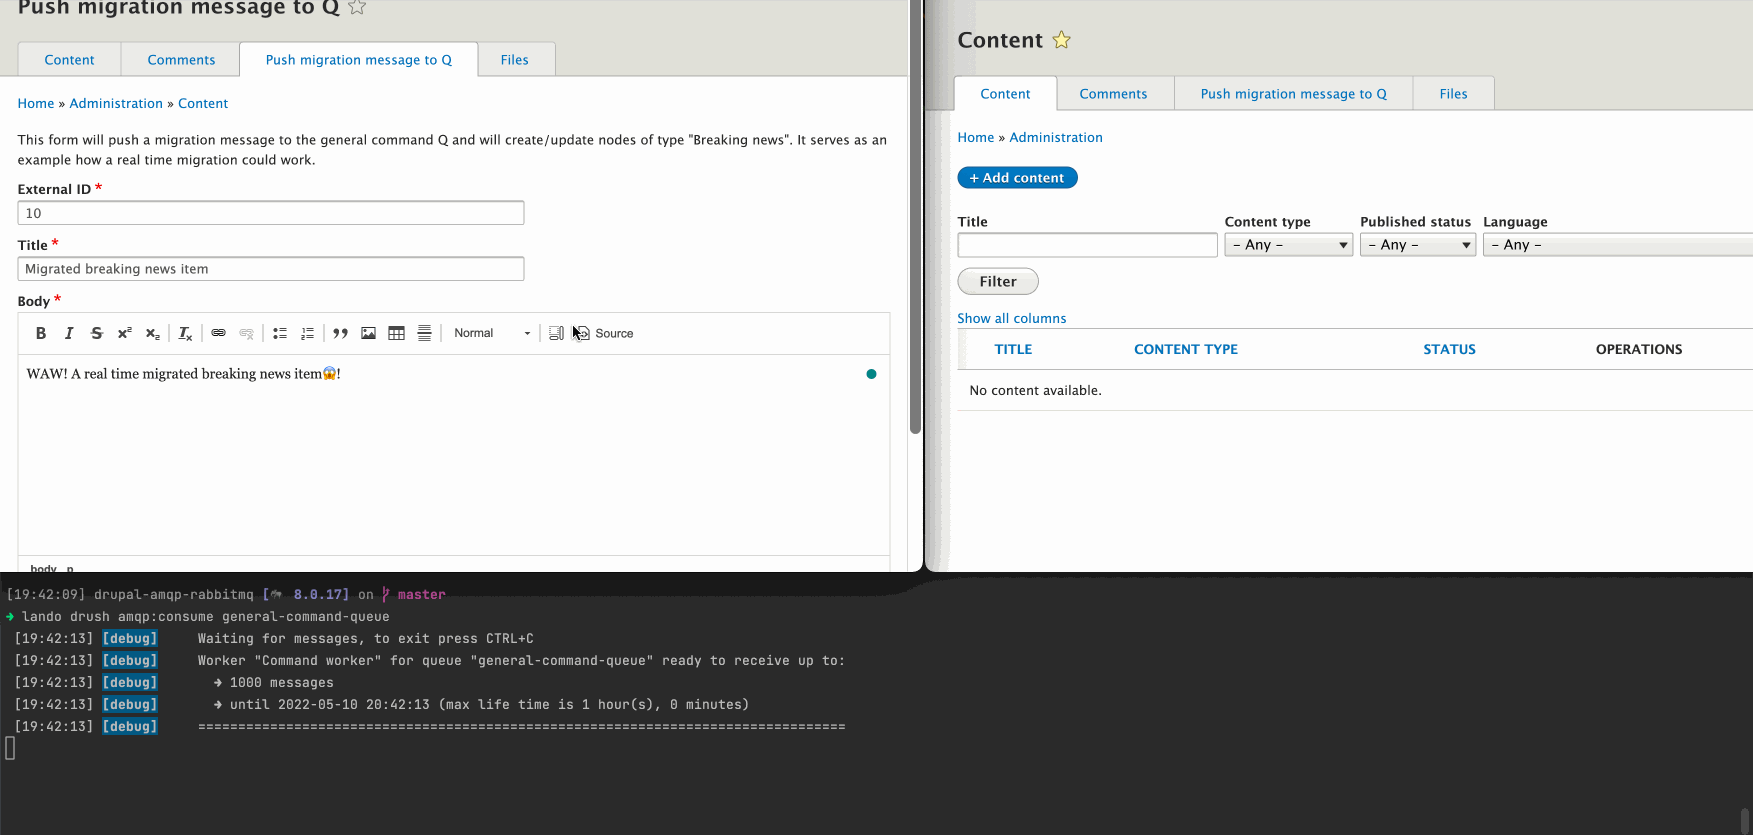 Push migration message to Q
Content
Comments
Push migration message to Q
Files
Home » Administration » Content
This form will push a migration message to the general command Q and will create/update nodes of type "Breaking news". It serves as an
example how a real time migration could work.
External ID *
10
Title *
Migrated breaking news item
Body *
B I S x² x₂ Tx Normal Source
WAW! A real time migrated breaking news item😱!
body p
Content
Content
Comments
Push migration message to Q
Files
Home » Administration
+ Add content
Title Content type Published status Language
- Any - - Any - - Any -
Filter
Show all columns
TITLE CONTENT TYPE STATUS OPERATIONS
No content available.
[19:42:09] drupal-amqp-rabbitmq [🐘 8.0.17] on master
➜ lando drush amqp:consume general-command-queue
[19:42:13] [debug] Waiting for messages, to exit press CTRL+C
[19:42:13] [debug] Worker "Command worker" for queue "general-command-queue" ready to receive up to:
[19:42:13] [debug] ➜ 1000 messages
[19:42:13] [debug] ➜ until 2022-05-10 20:42:13 (max life time is 1 hour(s), 0 minutes)
[19:42:13] [debug] =================================================================================